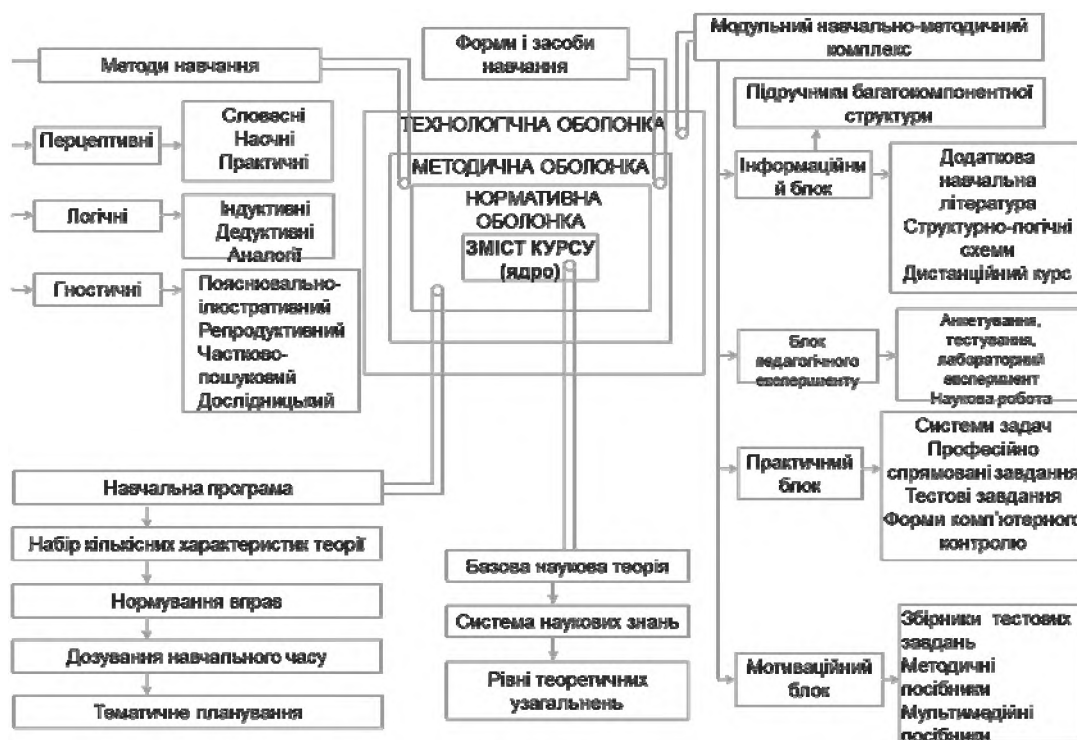 Методи навчання
Форми і засоби
навчання
Модульний навчально-методичний
комплекс
Перцептивні
Словесні
Наочні
Практичні
Логічні
Індуктивні
Дедуктивні
Аналогії
Гностичні
Пояснювально-
ілюстративний
Репродуктивний
Частково-
пошуковий
Дослідницький
ТЕХНОЛОГІЧНА ОБОЛОНКА
МЕТОДИЧНА ОБОЛОНКА
НОРМАТИВНА
ОБОЛОНКА
ЗМІСТ КУРСУ
(ядро)
Підручники багатокомпонентної
структури
Інформаційни
й блок
Додаткова
навчальна
література
Структурно-логічні
схеми
Дистанційний курс
Блок
педагогічного
експерименту
Анкетування,
тестування,
лабораторний
експеримент
Наукова робота
Практичний
блок
Системи задач
Професійно
спрямовані завдання
Тестові завдання
Форми комп'ютерного
контролю
Мотиваційний
блок
Збірники тестових
завдань
Методичні
посібники
Мультимедійні
посібники
Навчальна програма
Набір кількісних характеристик теорії
Нормування вправ
Дозування навчального часу
Тематичне планування
Базова наукова теорія
Система наукових знань
Рівні теоретичних
узагальнень